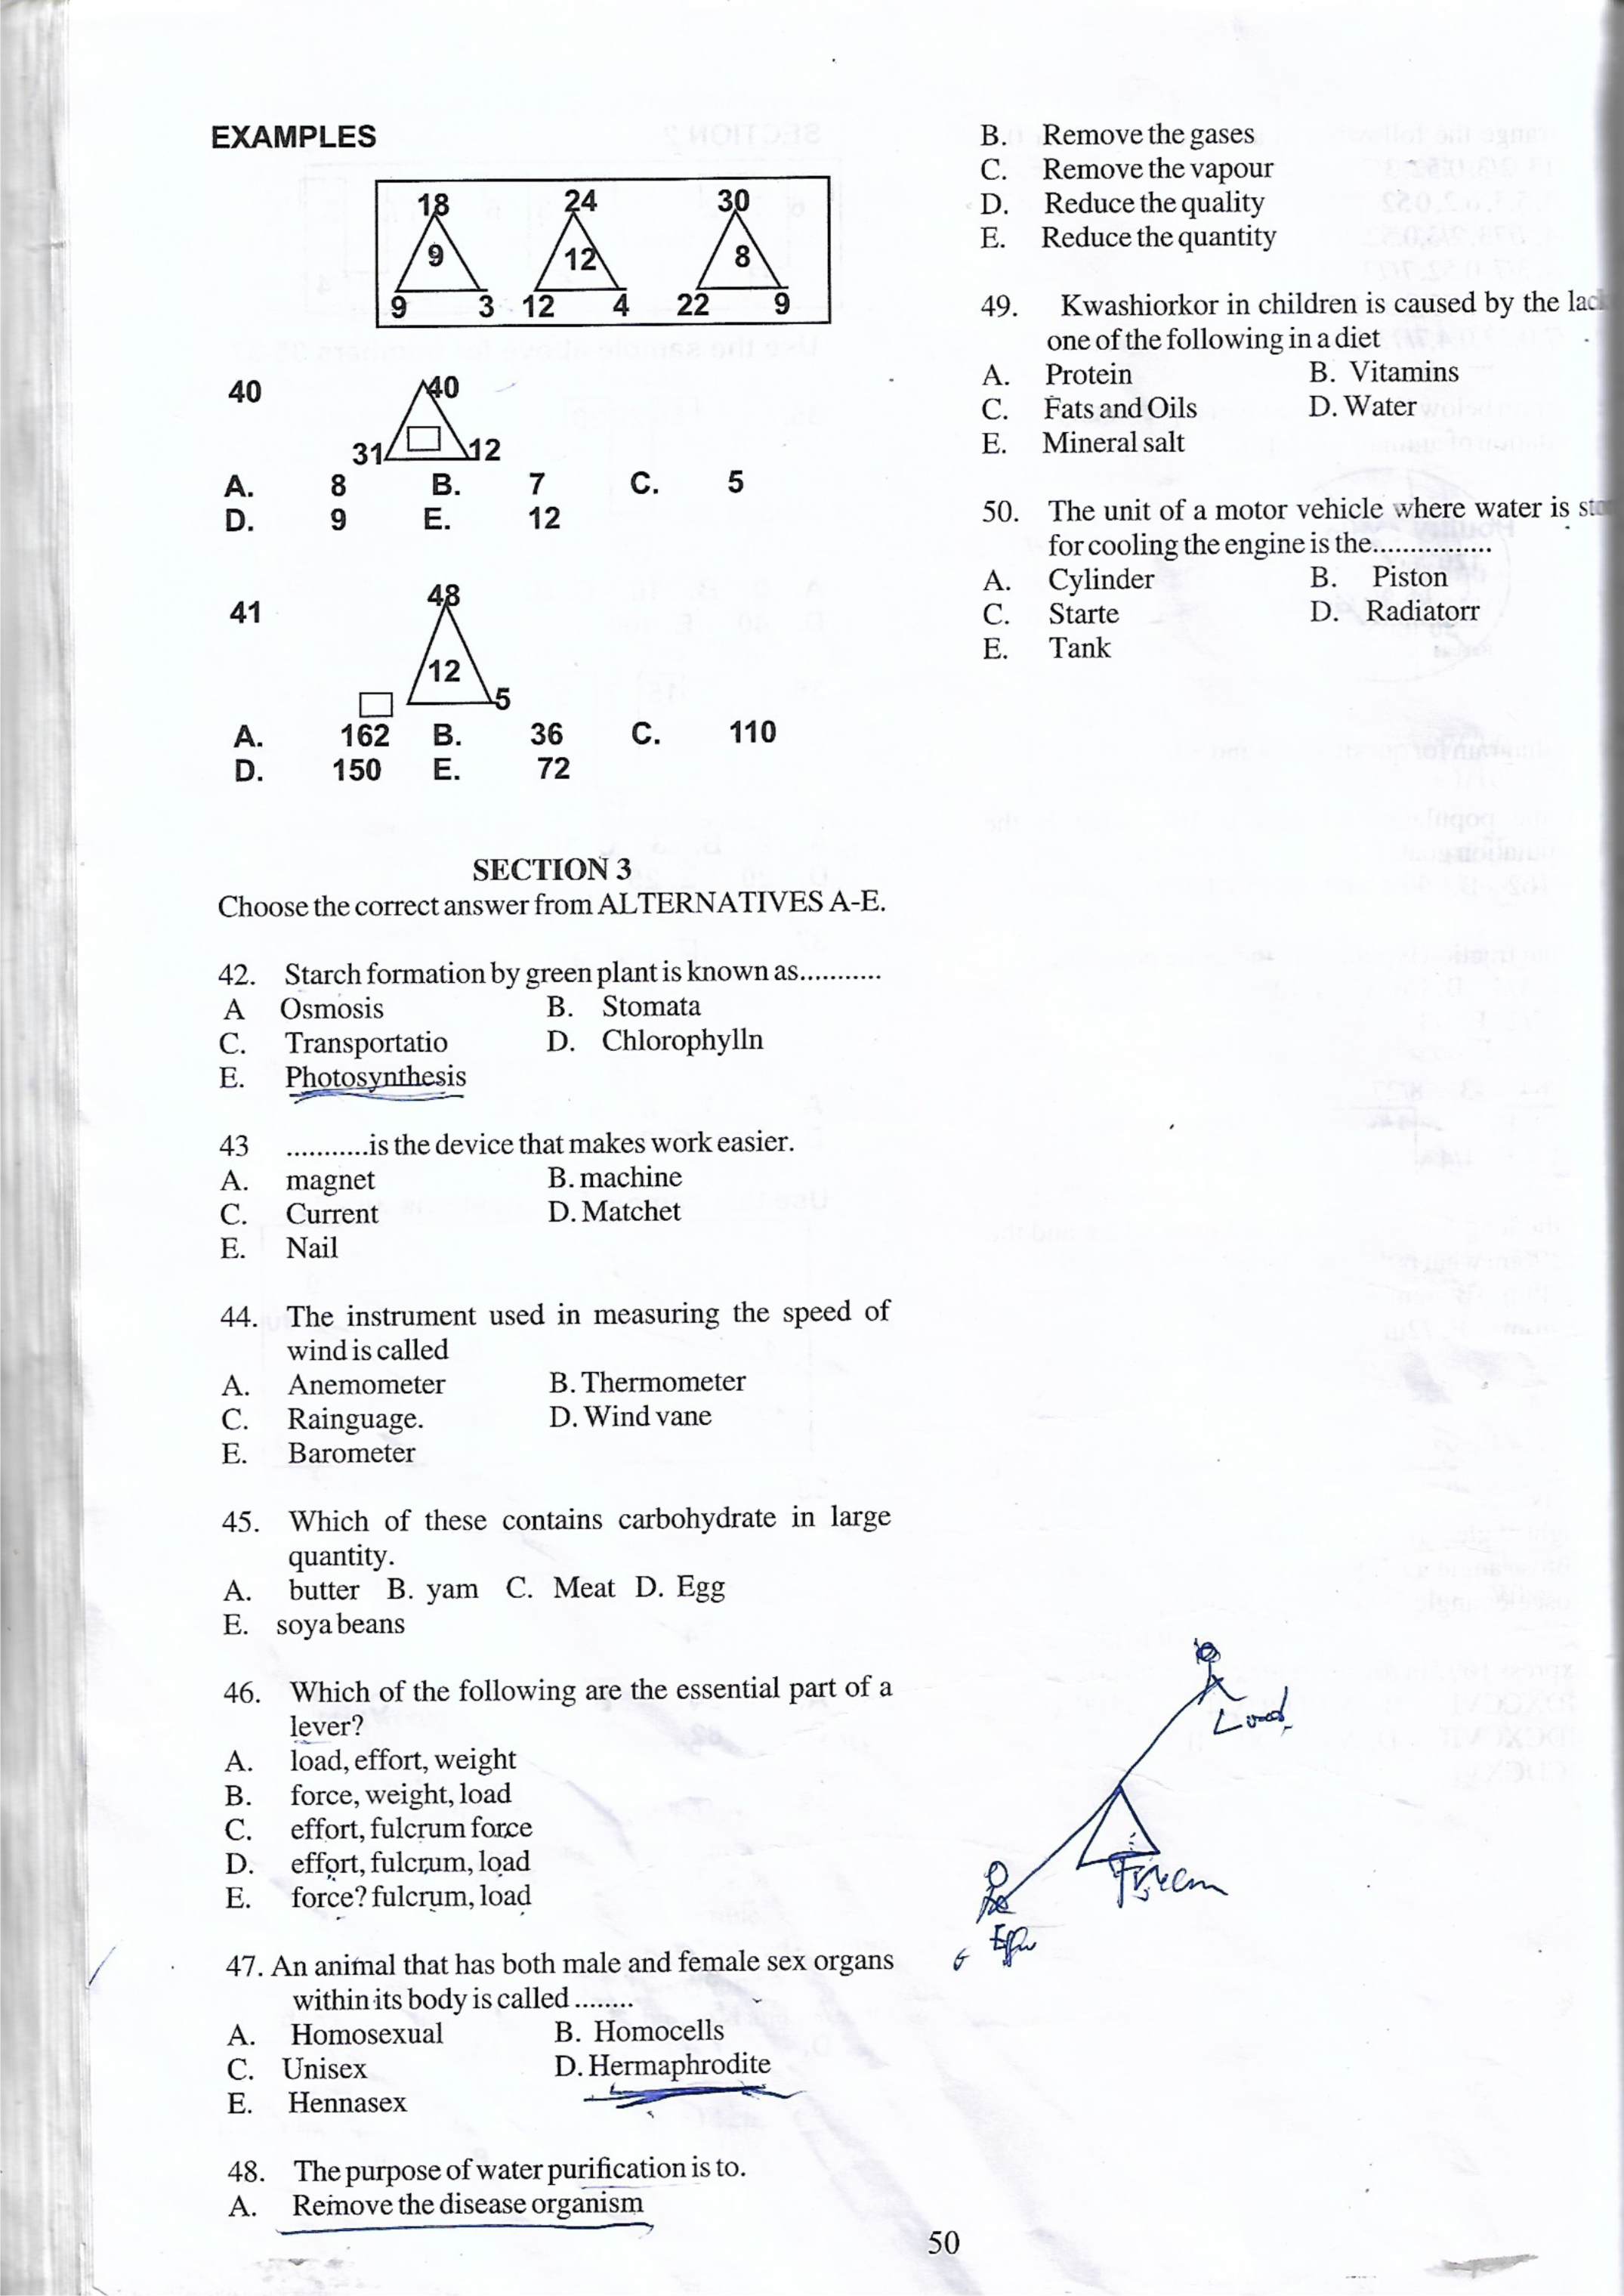 EXAMPLES
18 24 30
9 12 8
9 3 12 4 22 9
40 40
31 12
A. 8 B. 7 C. 5
D. 9 E. 12
48
41
12
5
A. 162 B. 36 C. 110
D. 150 E. 72
SECTION 3
Choose the correct answer from ALTERNATIVES A-E.
42. Starch formation by green plant is known as...........
A Osmosis B. Stomata
C. Transportatio D. Chlorophylln
E. Photosynthesis
43 ...........is the device that makes work easier.
A. magnet B. machine
C. Current D. Matchet
E. Nail
44. The instrument used in measuring the speed of
wind is called
A. Anemometer B. Thermometer
C. Rainguage. D. Wind vane
E. Barometer
45. Which of these contains carbohydrate in large
quantity.
A. butter B. yam C. Meat D. Egg
E. soya beans
46. Which of the following are the essential part of a
lever?
A. load, effort, weight
B. force, weight, load
C. effort, fulcrum force
D. effort, fulcrum, load
E. force? fulcrum, load
47. An animal that has both male and female sex organs
within its body is called ........
A. Homosexual B. Homocells
C. Unisex D. Hermaphrodite
E. Hennasex
48. The purpose of water purification is to.
A. Remove the disease organism
B. Remove the gases
C. Remove the vapour
D. Reduce the quality
E. Reduce the quantity
49. Kwashiorkor in children is caused by the
one of the following in a diet
A. Protein B. Vitamins
C. Fats and Oils D. Water
E. Mineral salt
50. The unit of a motor vehicle where water is
for cooling the engine is the................
A. Cylinder B. Piston
C. Starte D. Radiatorr
E. Tank
Load
50